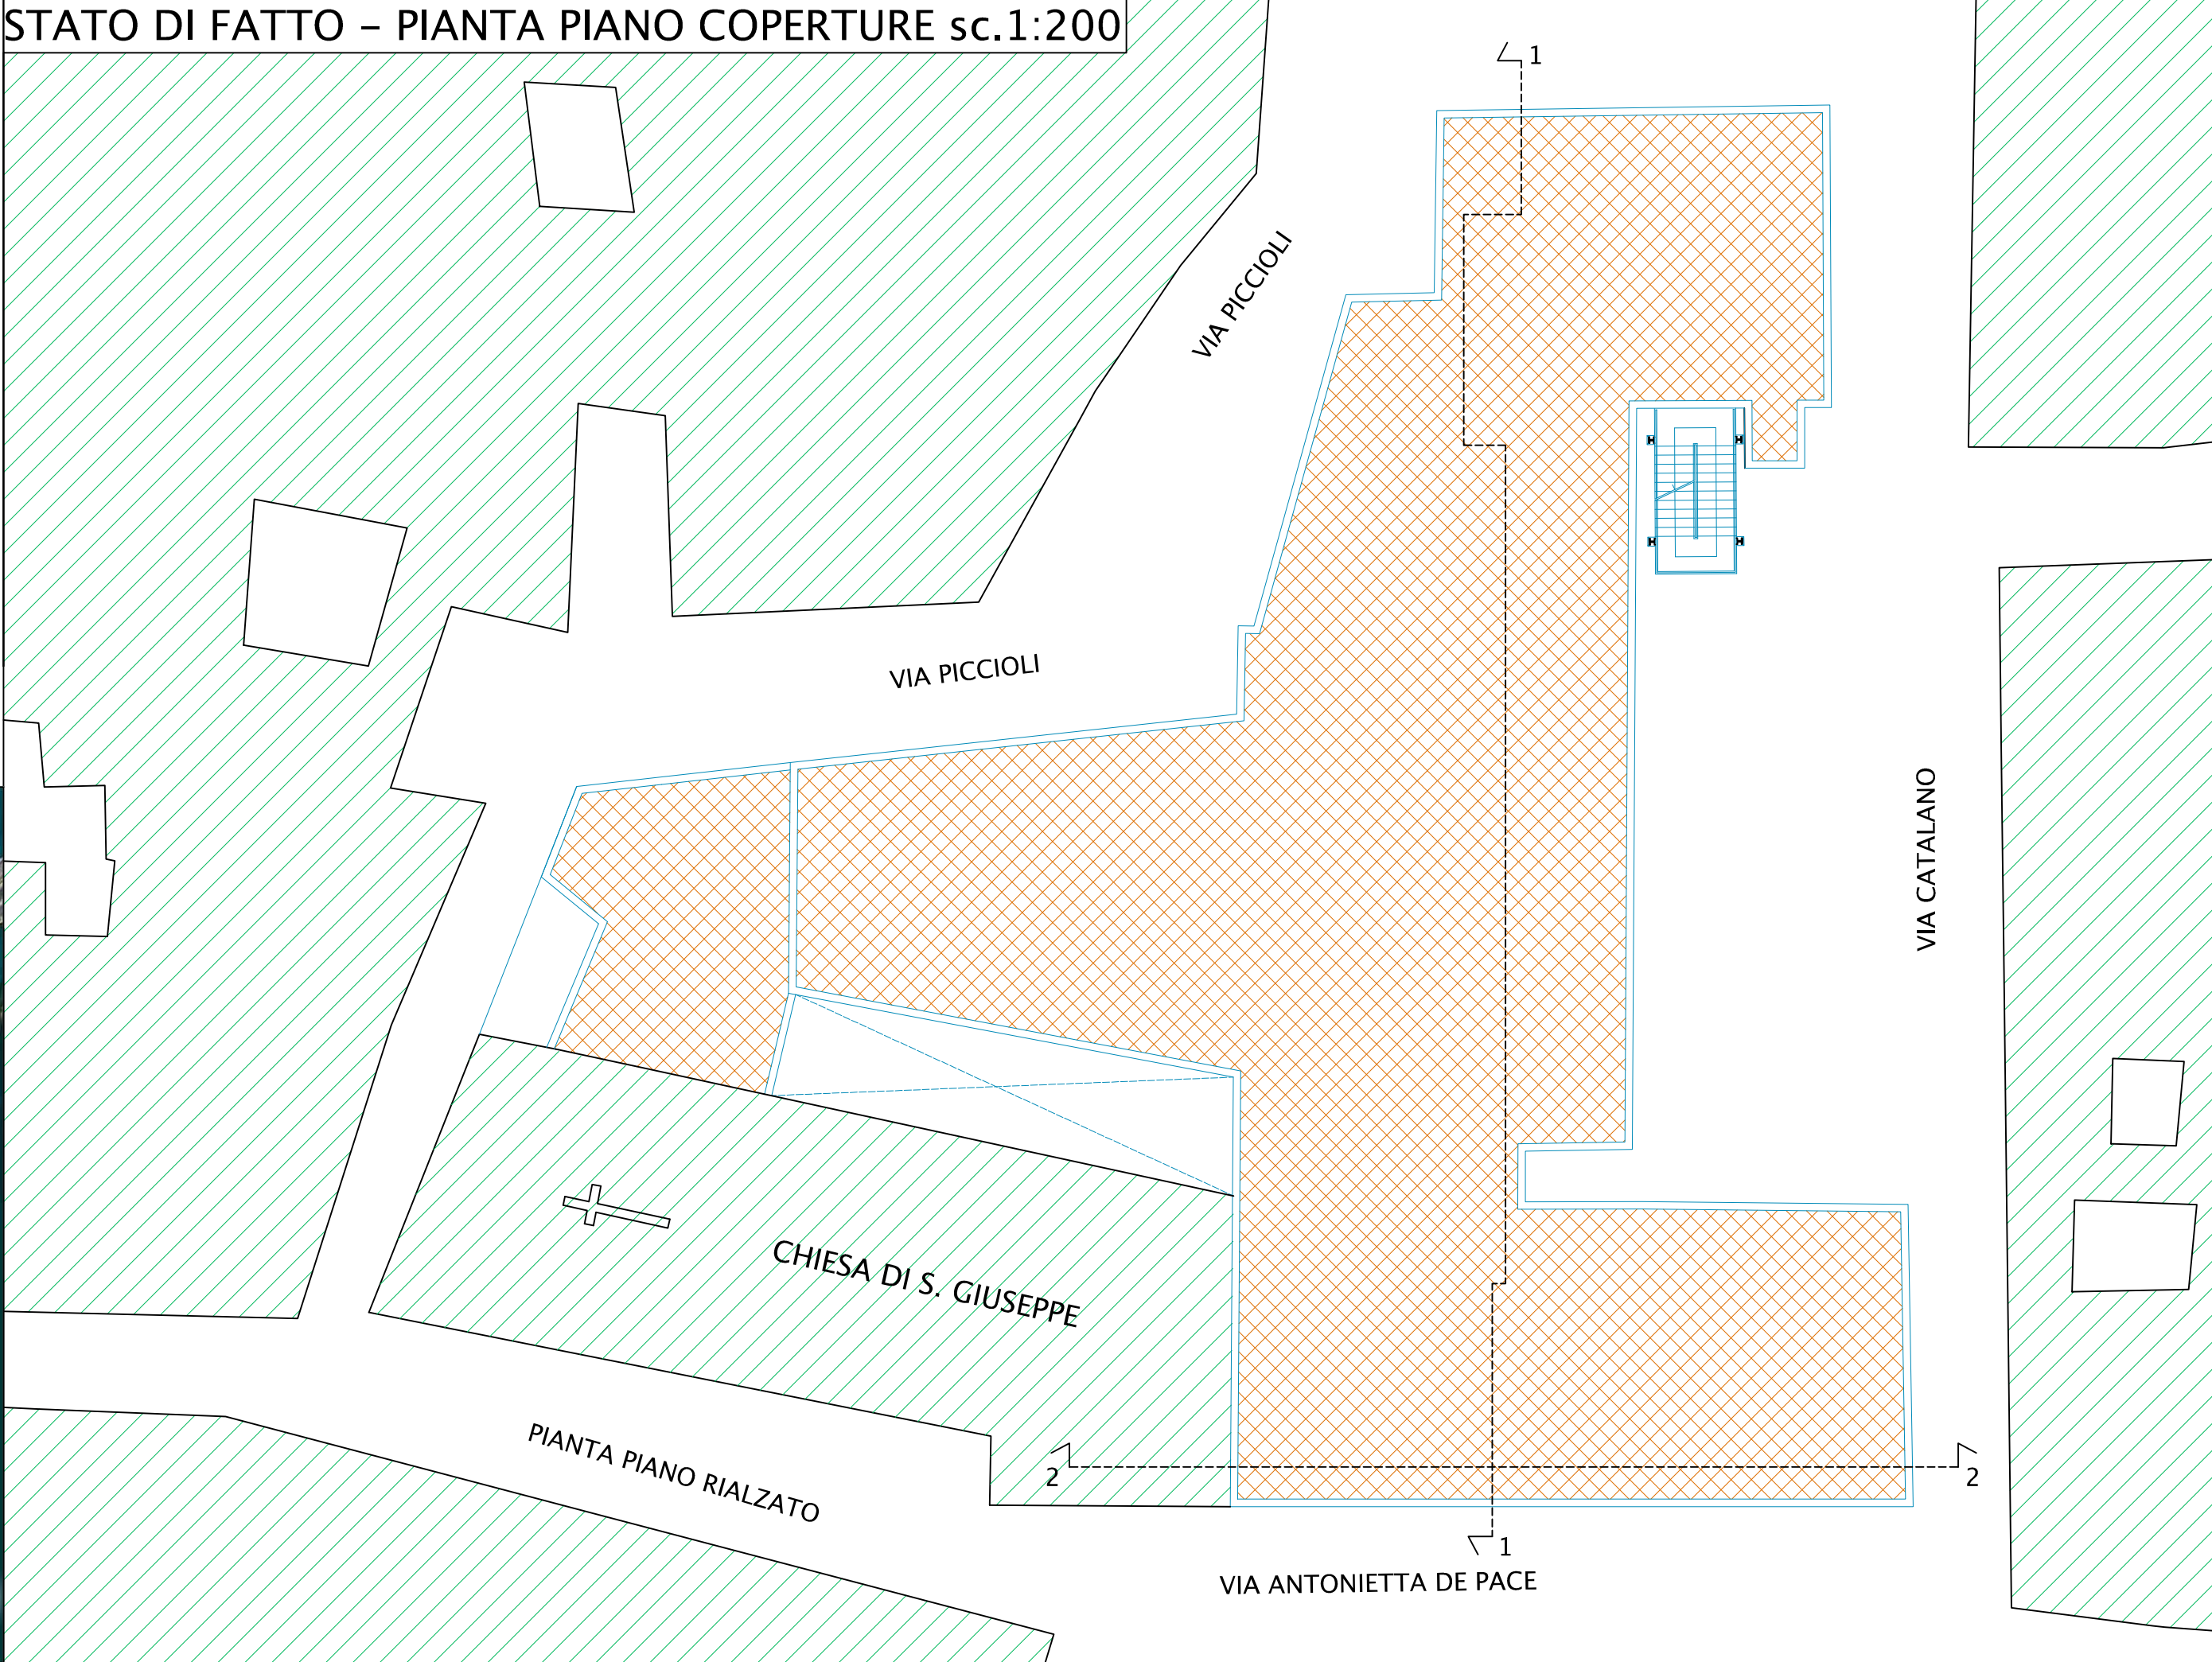 STATO DI FATTO – PIANTA PIANO COPERTURE sc.1:200
1
VIA PICCIOLI
VIA PICCIOLI
VIA CATALANO
CHIESA DI S. GIUSEPPE
PIANTA PIANO RIALZATO
2
2
1
VIA ANTONIETTA DE PACE